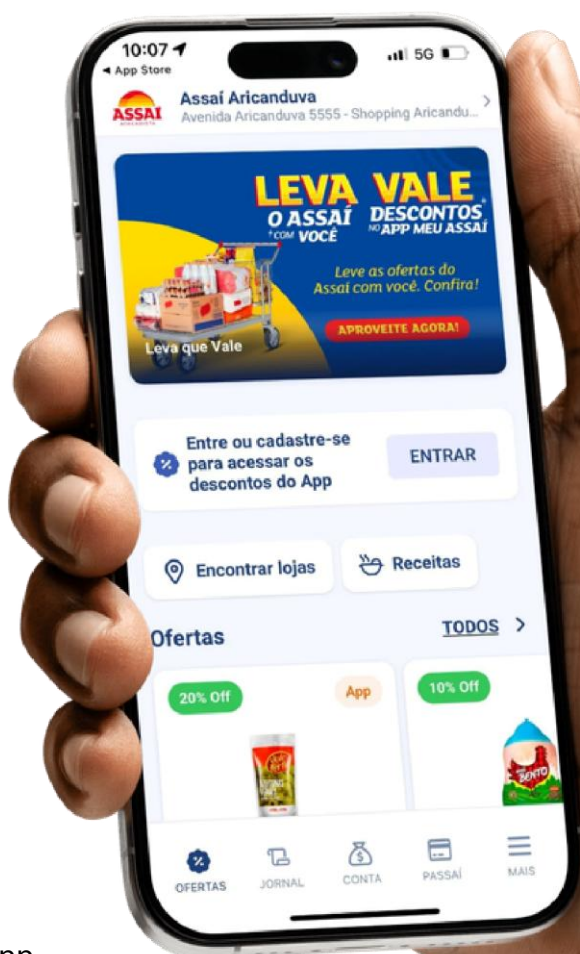 10:07
5G
App Store
ASSAÍ
ATACADISTA
Assaí Aricanduva
Avenida Aricanduva 5555 - Shopping Aricandu...
LEVA
O ASSAÍ
COM VOCÊ
VALE
DESCONTOS
NO APP MEU ASSAÍ
Leve as ofertas do
Assaí com você. Confira!
APROVEITE AGORA!
Leva que Vale
Entre ou cadastre-se
para acessar os
descontos do App
ENTRAR
Encontrar lojas
Receitas
Ofertas
TODOS
20% Off
App
10% Off
BENTO
OFERTAS
JORNAL
CONTA
PASSAÍ
MAIS